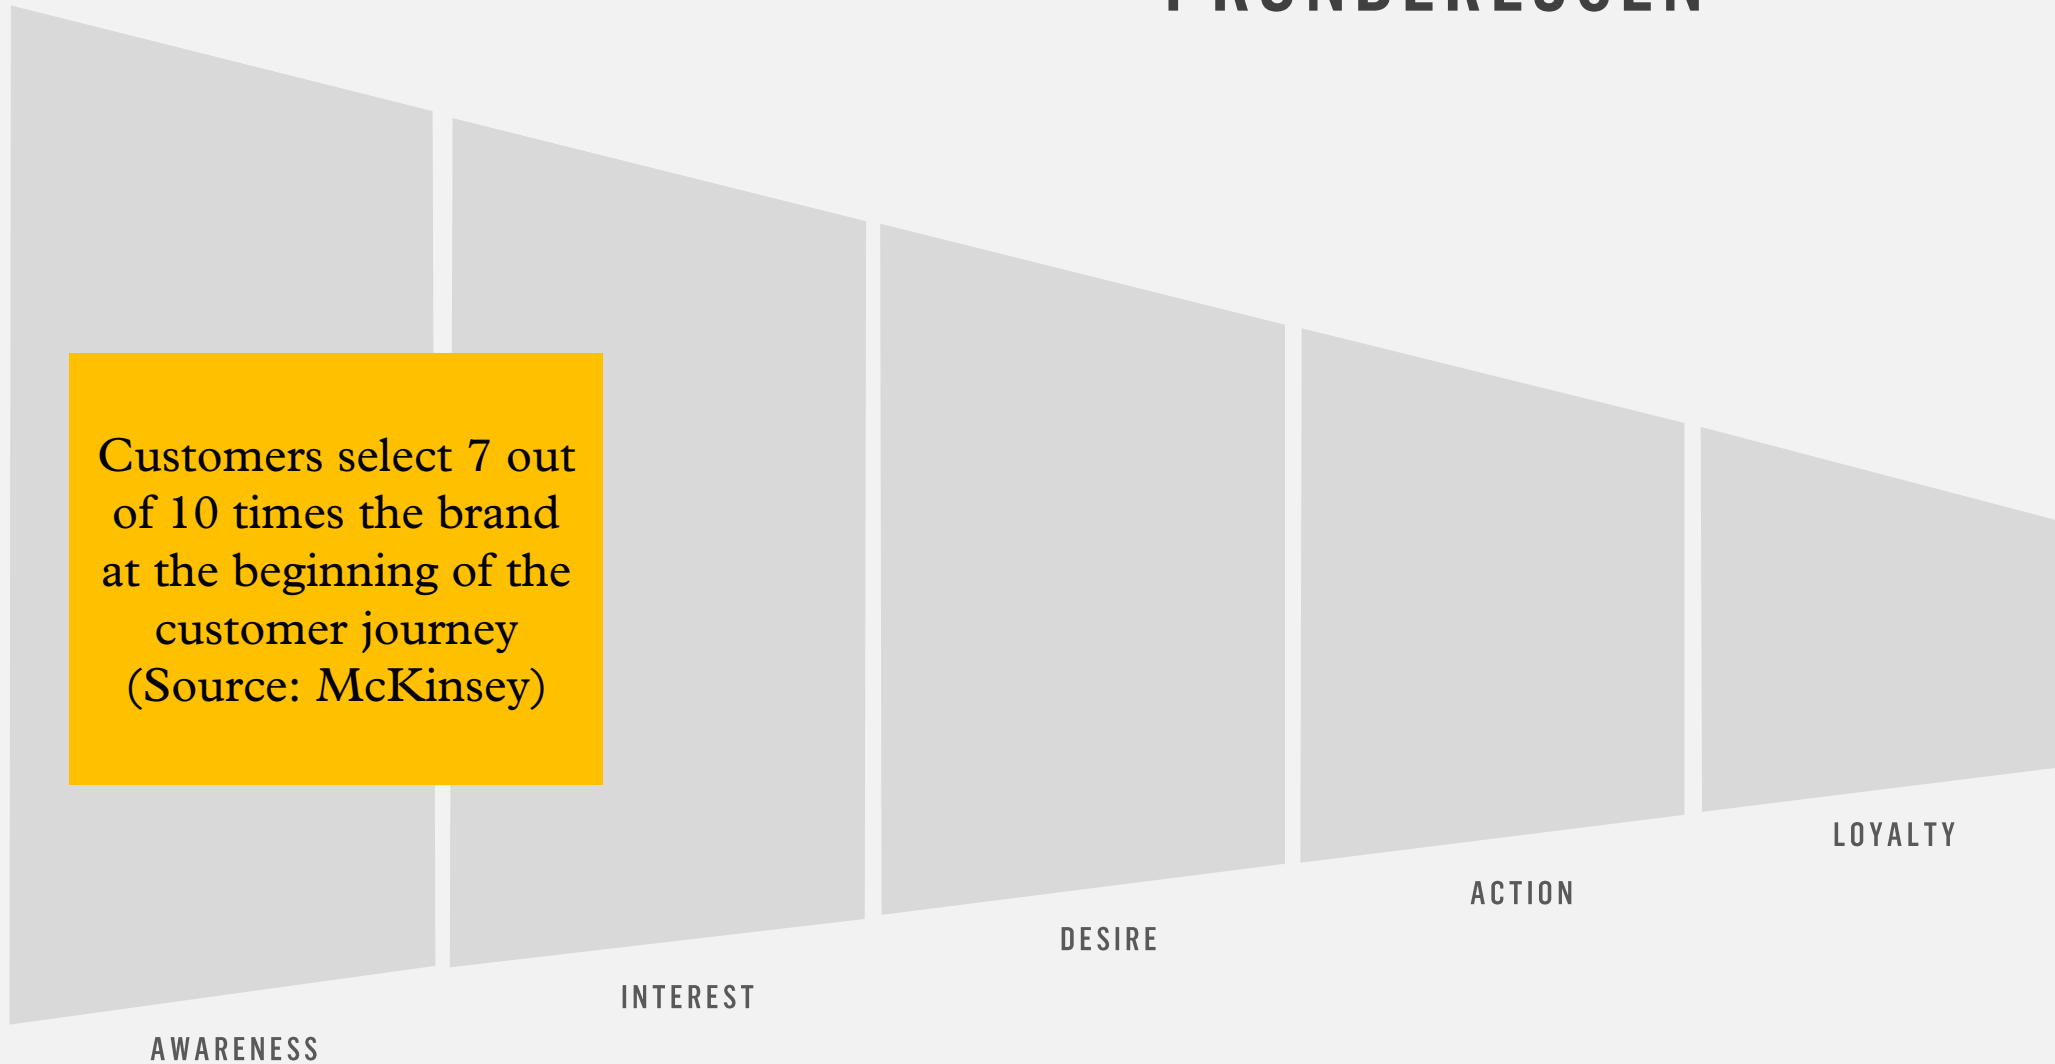 Customers select 7 out
of 10 times the brand
at the beginning of the
customer journey
(Source: McKinsey)
LOYALTY
ACTION
DESIRE
INTEREST
AWARENESS